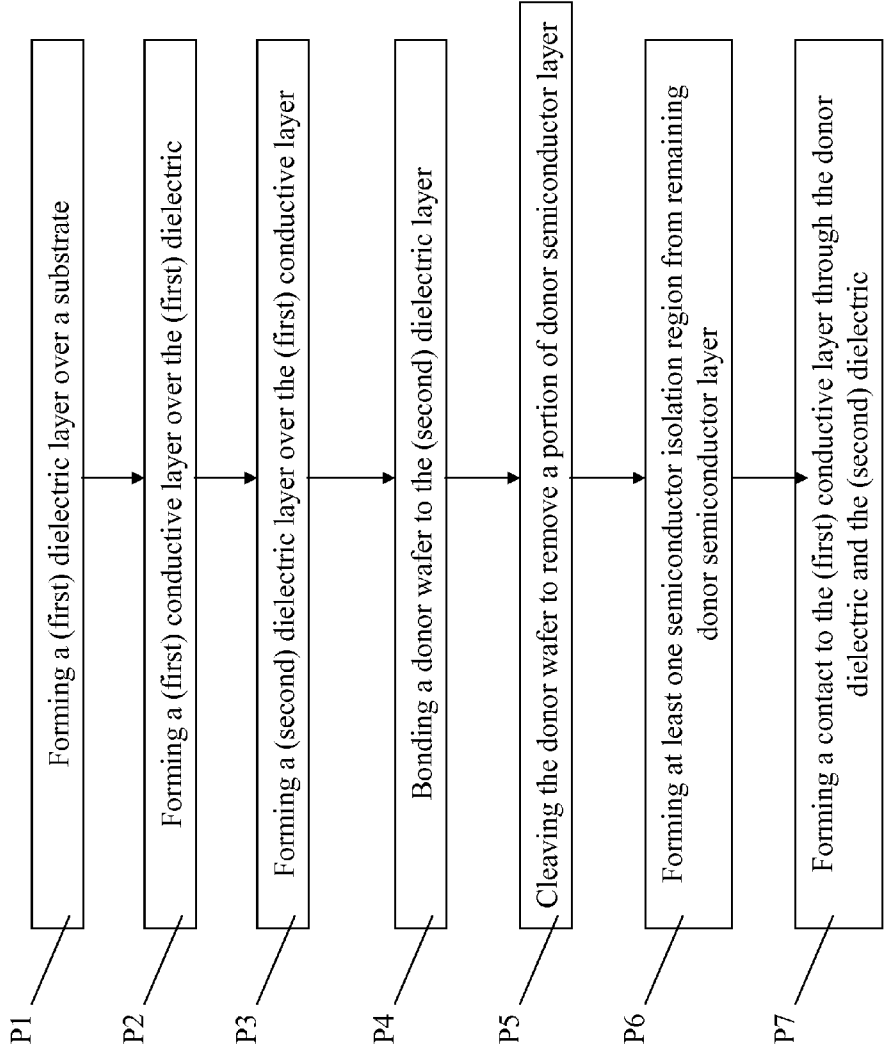 P1
Forming a (first) dielectric layer over a substrate
P2
Forming a (first) conductive layer over the (first) dielectric
P3
Forming a (second) dielectric layer over the (first) conductive layer
P4
Bonding a donor wafer to the (second) dielectric layer
P5
Cleaving the donor wafer to remove a portion of donor semiconductor layer
P6
Forming at least one semiconductor isolation region from remaining
donor semiconductor layer
P7
Forming a contact to the (first) conductive layer through the donor
dielectric and the (second) dielectric